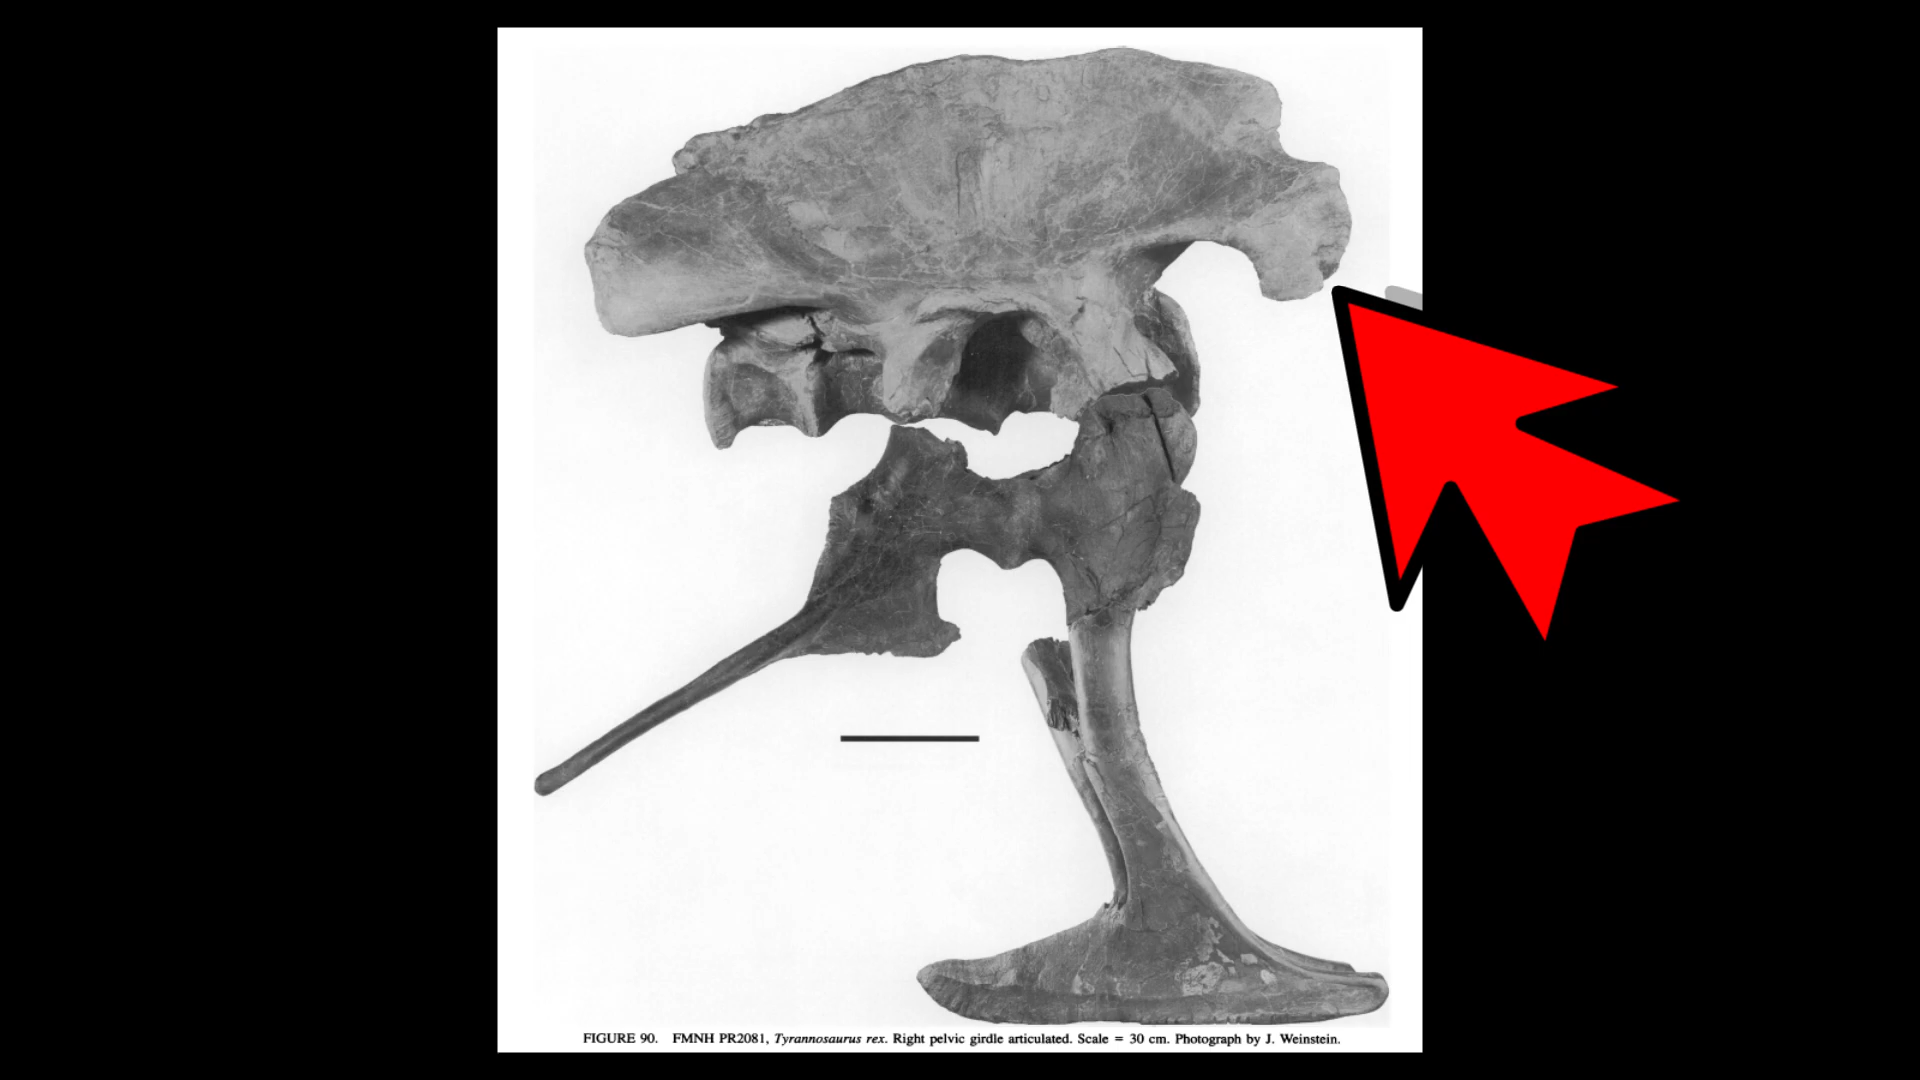 FIGURE 90. FMNH PR2081, Tyrannosaurus rex. Right pelvic girdle articulated. Scale = 30 cm. Photograph by J. Weinstein.